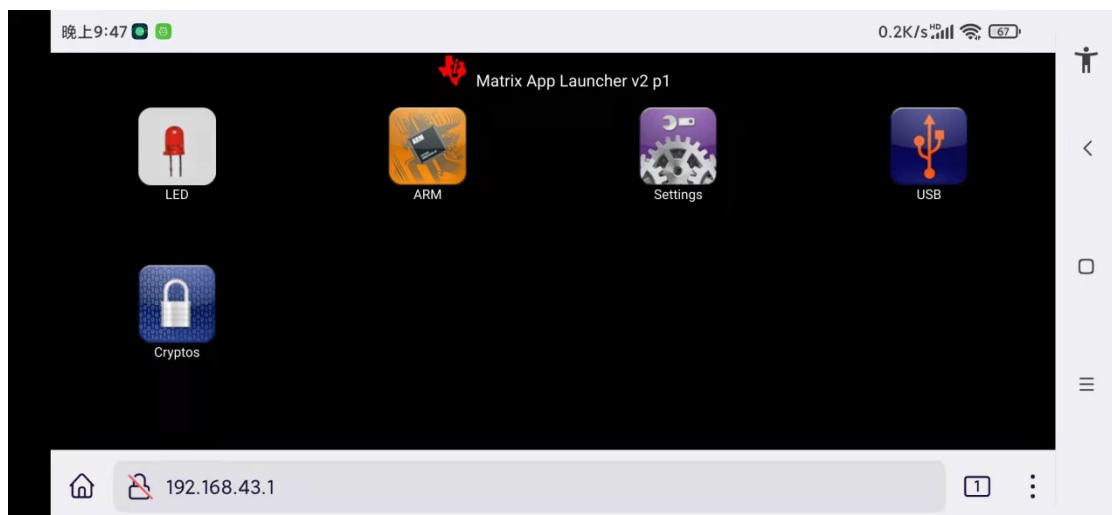 晚上9:47
0.2K/s HD 67
Matrix App Launcher v2 p1
LED ARM Settings USB
Cryptos
192.168.43.1
1